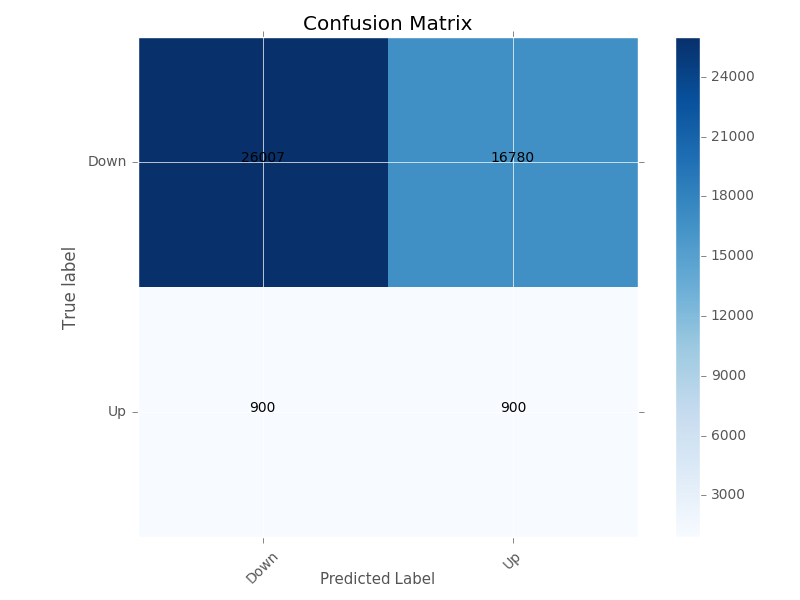 Confusion Matrix
True label
Down
26007
16780
Up
900
900
Down
Up
Predicted Label
24000
21000
18000
15000
12000
9000
6000
3000